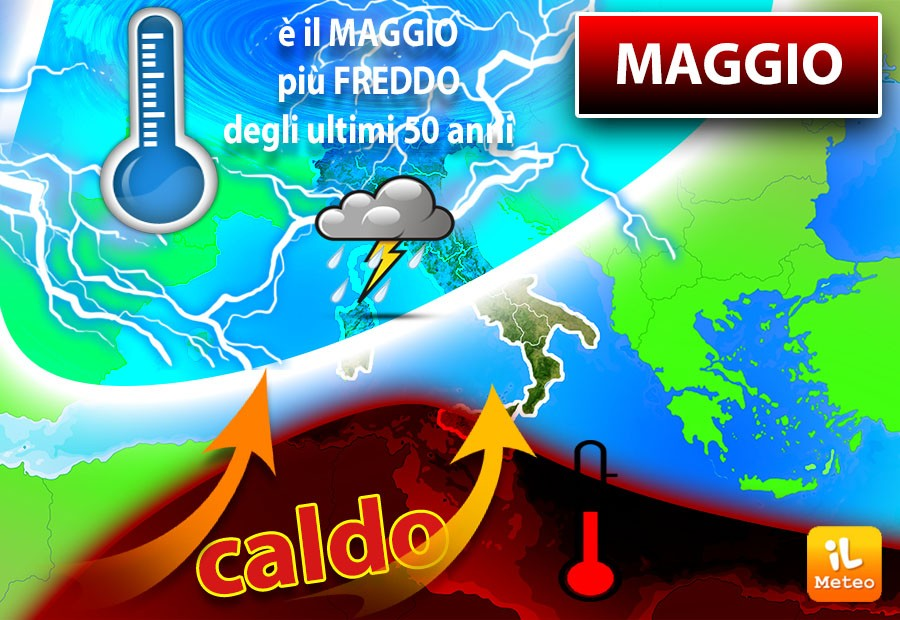 è il MAGGIO
più FREDDO
degli ultimi 50 anni
MAGGIO
caldo
iL
Meteo